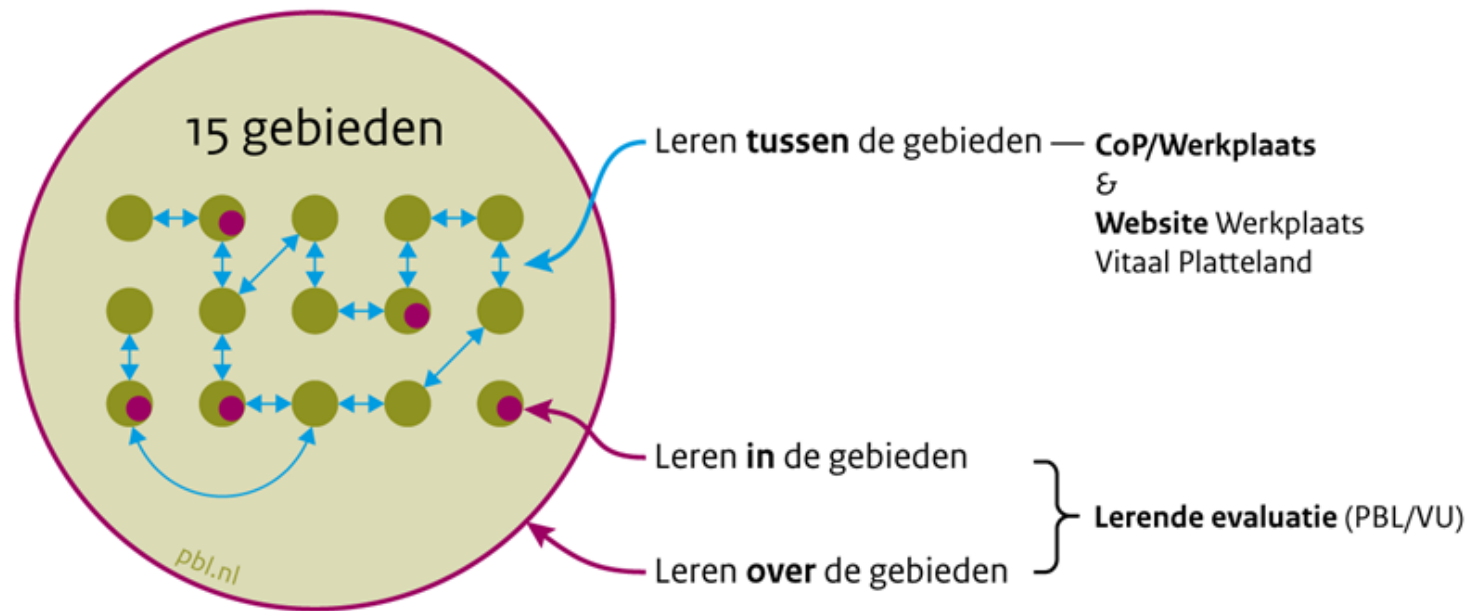 15 gebieden
Leren tussen de gebieden — CoP/Werkplaats
&
Website Werkplaats
Vitaal Platteland
Leren in de gebieden
Lerende evaluatie (PBL/VU)
Leren over de gebieden
pbl.nl